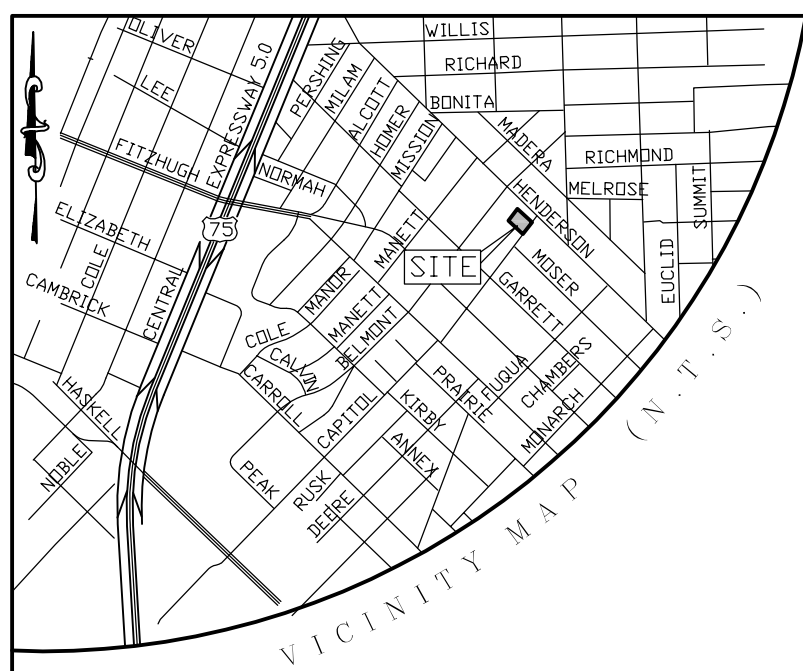 WILLIS
OLIVER
RICHARD
LEE
EXPRESSWAY 5.0
PERSHING
MILAM
ALCOTT
HOMER
MISSION
BONITA
MADERA
FITZHUGH
NORMAH
RICHMOND
MELROSE
HENDERSON
SUMMIT
75
ELIZABETH
COLE
CAMBRICK
CENTRAL
MANETT
SITE
MOSER
GARRETT
EUCLID
MANOR
MANETT
BELMONT
COLE
CALVIN
CARROLL
CAPITOL
HASKELL
NOBLE
PRAIRIE
FUQUA
CHAMBERS
MONARCH
KIRBY
ANNEX
PEAK
RUSK
DEERE
VICINITY MAP (N.T.S.)